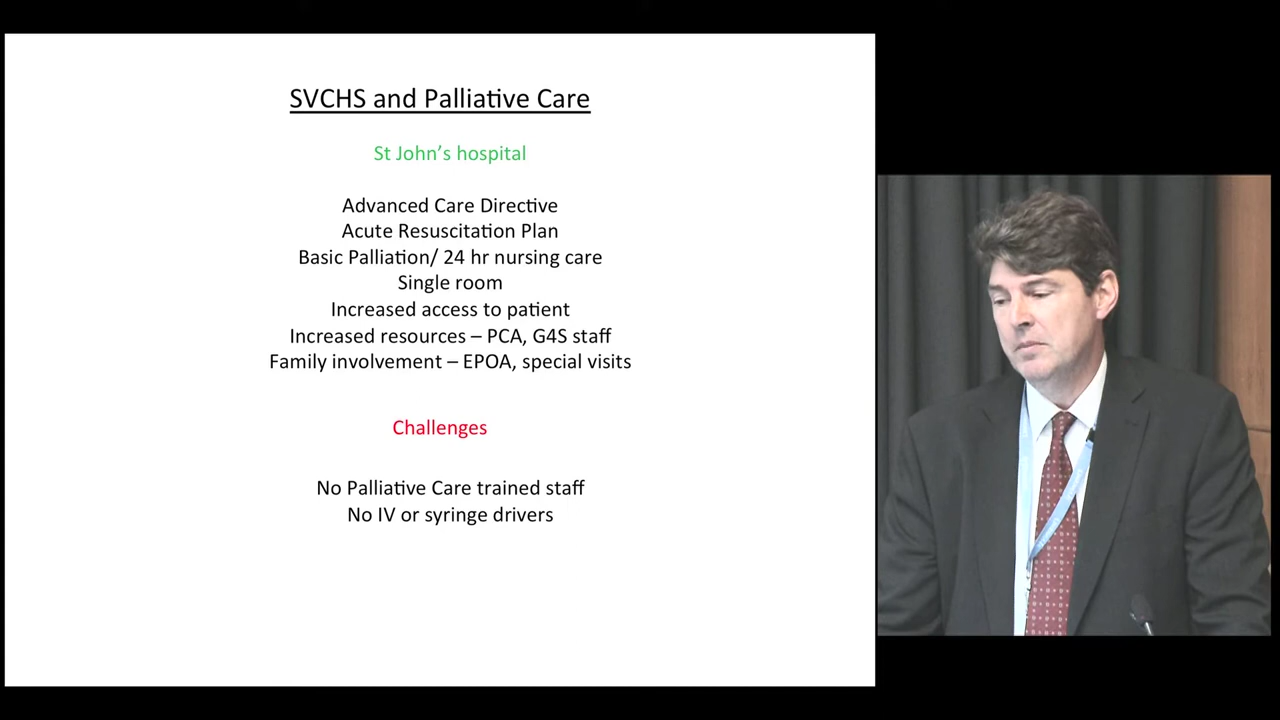 SVCHS and Palliative Care
St John’s hospital
Advanced Care Directive
Acute Resuscitation Plan
Basic Palliation/ 24 hr nursing care
Single room
Increased access to patient
Increased resources – PCA, G4S staff
Family involvement – EPOA, special visits
Challenges
No Palliative Care trained staff
No IV or syringe drivers